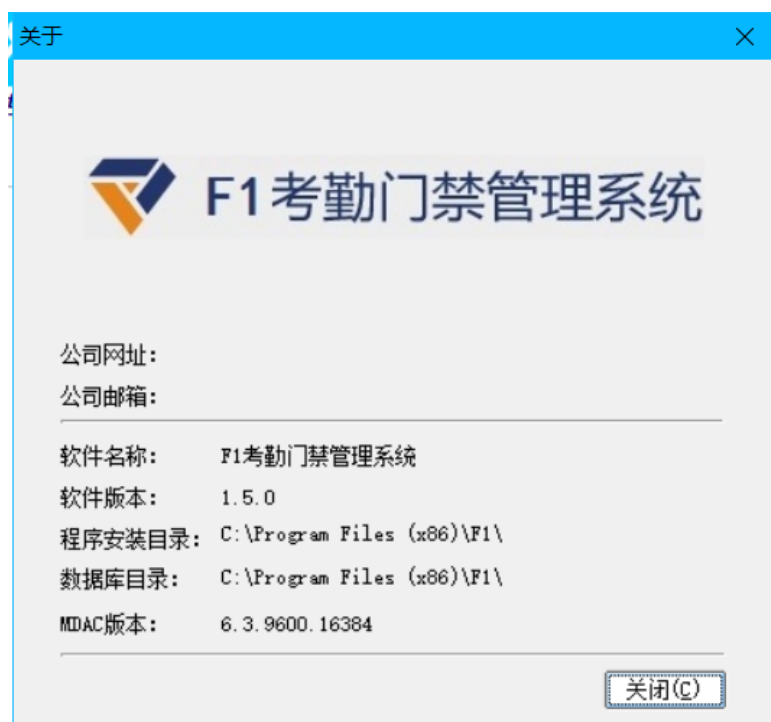 关于
F1考勤门禁管理系统
公司网址：
公司邮箱：
软件名称： F1考勤门禁管理系统
软件版本： 1.5.0
程序安装目录： C:\Program Files (x86)\F1\
数据库目录： C:\Program Files (x86)\F1\
MDAC版本： 6.3.9600.16384
关闭(C)